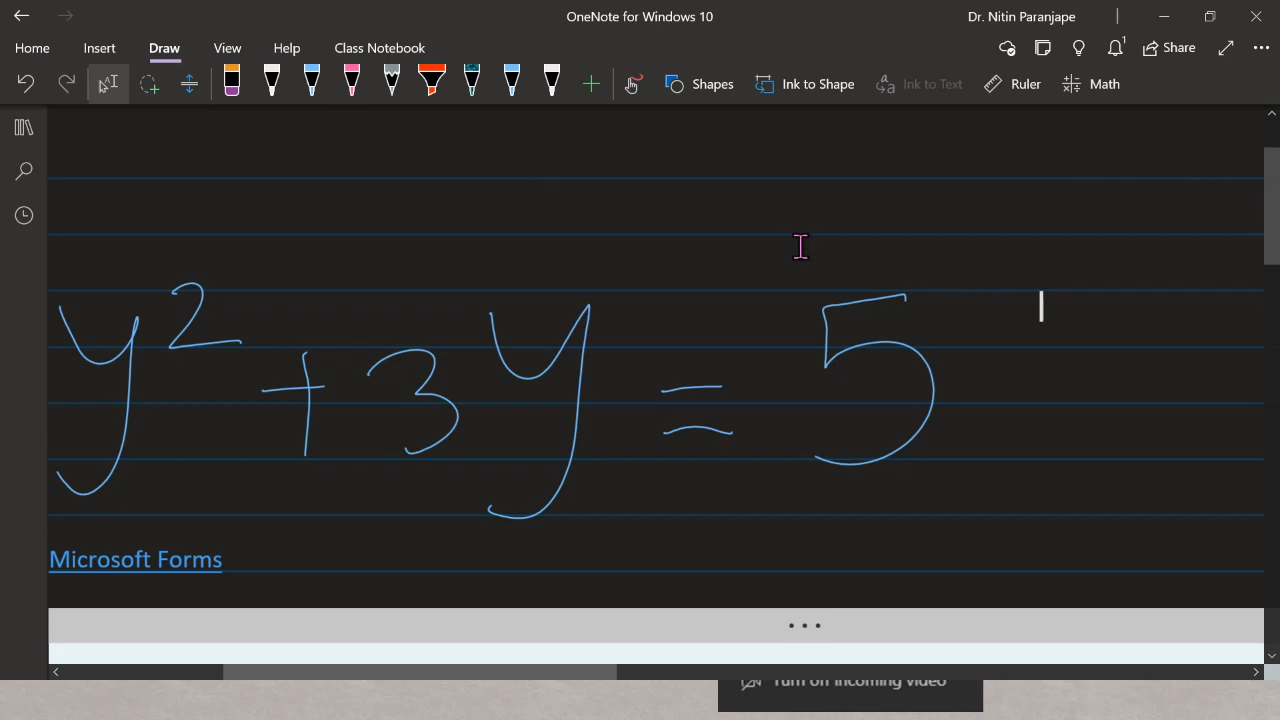 OneNote for Windows 10
Dr. Nitin Paranjape
Home Insert Draw View Help Class Notebook
Share
Shapes Ink to Shape Ink to Text Ruler Math
y² + 3y = 5
Microsoft Forms
Turn off incoming video